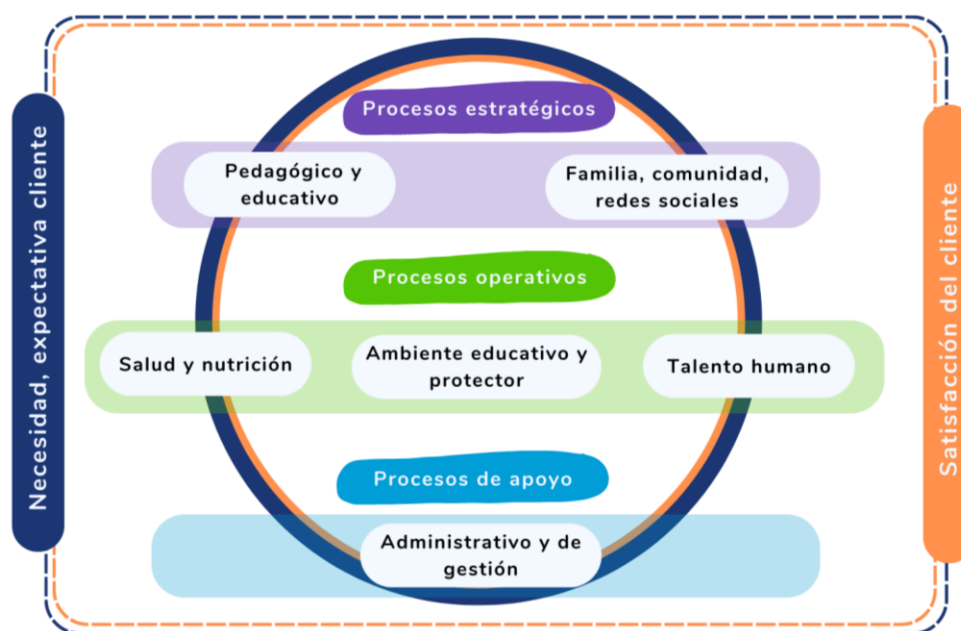 Necesidad, expectativa cliente
Procesos estratégicos
Pedagógico y
educativo
Familia, comunidad,
redes sociales
Procesos operativos
Salud y nutrición
Ambiente educativo y
protector
Talento humano
Procesos de apoyo
Administrativo y de
gestión
Satisfacción del cliente